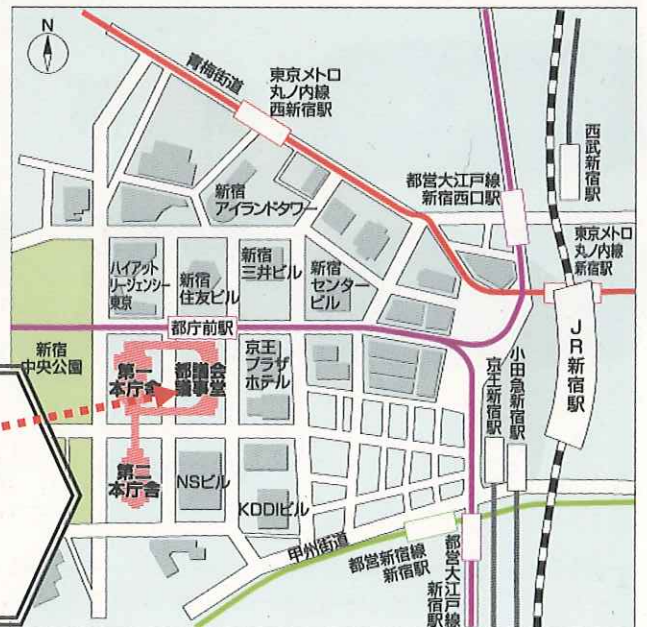 N
青梅街道
東京メトロ
丸ノ内線
西新宿駅
西武新宿駅
都営大江戸線
新宿西口駅
新宿
アイランドタワー
東京メトロ
丸ノ内線
新宿駅
ハイアット
リージェンシー
東京
新宿
住友ビル
新宿
三井ビル
新宿
センター
ビル
都庁前駅
JR新宿駅
新宿
中央公園
第一
本庁舎
都議会
議事堂
京王
プラザ
ホテル
小田急新宿駅
京王新宿駅
第二
本庁舎
NSビル
KDDIビル
甲州街道
都営新宿線
新宿駅
都営大江戸線
新宿駅